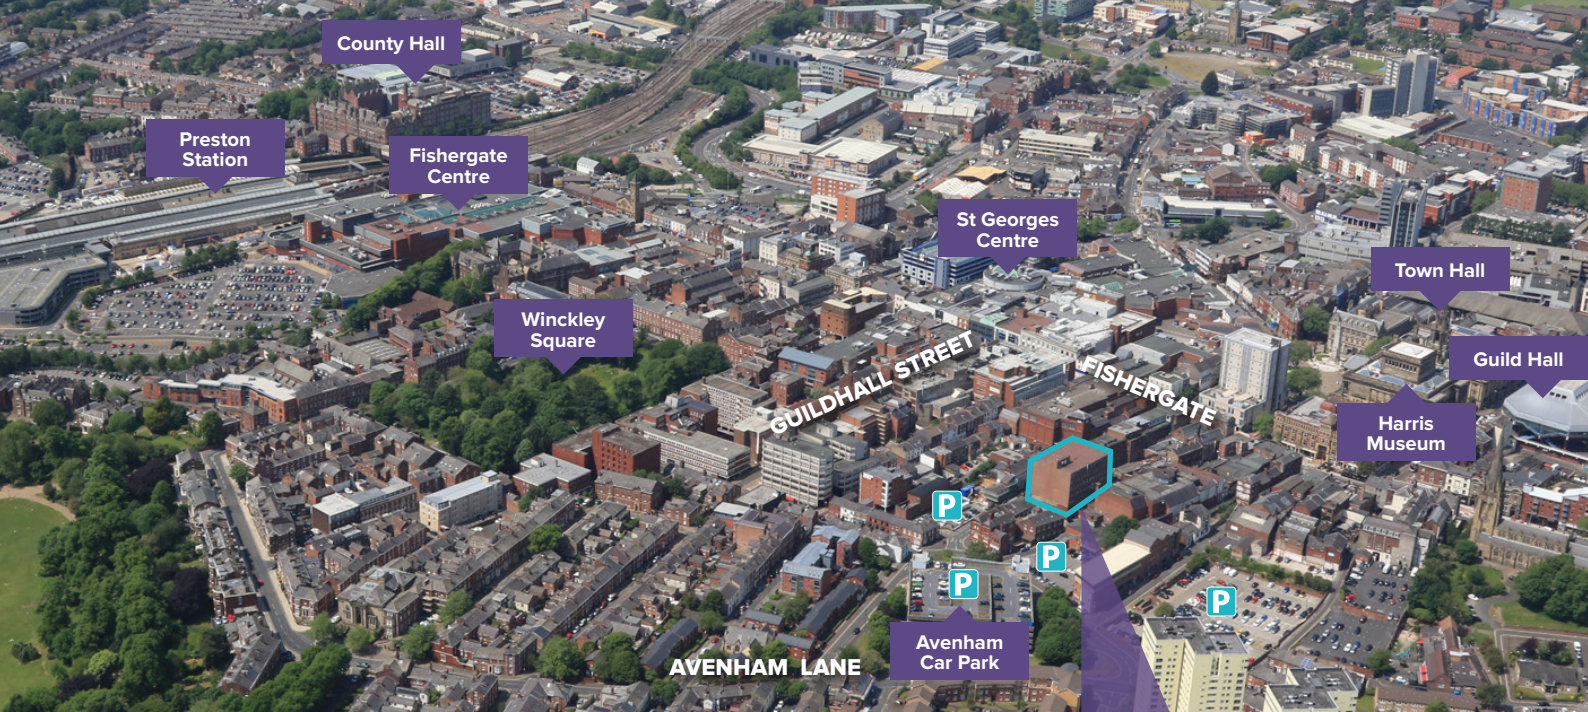 County Hall
Preston
Station
Fishergate
Centre
St Georges
Centre
Town Hall
Winckley
Square
Guild Hall
GUILDHALL STREET
FISHERGATE
Harris
Museum
P
P
P
P
Avenham
Car Park
AVENHAM LANE